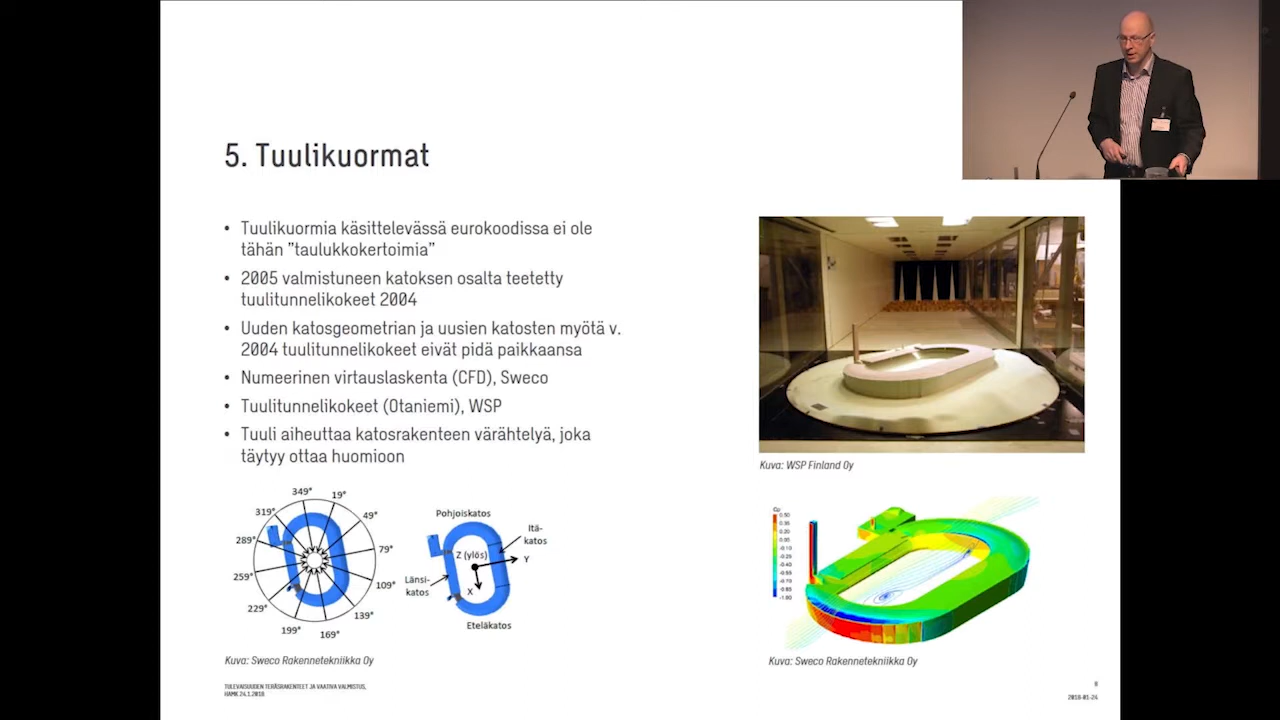 5. Tuulikuormat
• Tuulikuormia käsittelevässä eurokoodissa ei ole
tähän ”taulukkokertoimia”
• 2005 valmistuneen katoksen osalta teetetty
tuulitunnelikokeet 2004
• Uuden katosgeometrian ja uusien katosten myötä v.
2004 tuulitunnelikokeet eivät pidä paikkaansa
• Numeerinen virtauslaskenta (CFD), Sweco
• Tuulitunnelikokeet (Otaniemi), WSP
• Tuuli aiheuttaa katosrakenteen värähtelyä, joka
täytyy ottaa huomioon
349°
19°
319°
49°
289°
79°
259°
109°
229°
139°
199°
169°
Pohjoiskatos
Itä-
katos
Z (ylös)
Y
Länsi-
katos
X
Eteläkatos
Kuva: Sweco Rakennetekniikka Oy
Kuva: WSP Finland Oy
Kuva: Sweco Rakennetekniikka Oy
TULEVAISUUDEN TERÄSRAKENTEET JA VAATIVA VALMISTUS,
HAMK 24.1.2018
2018-01-24